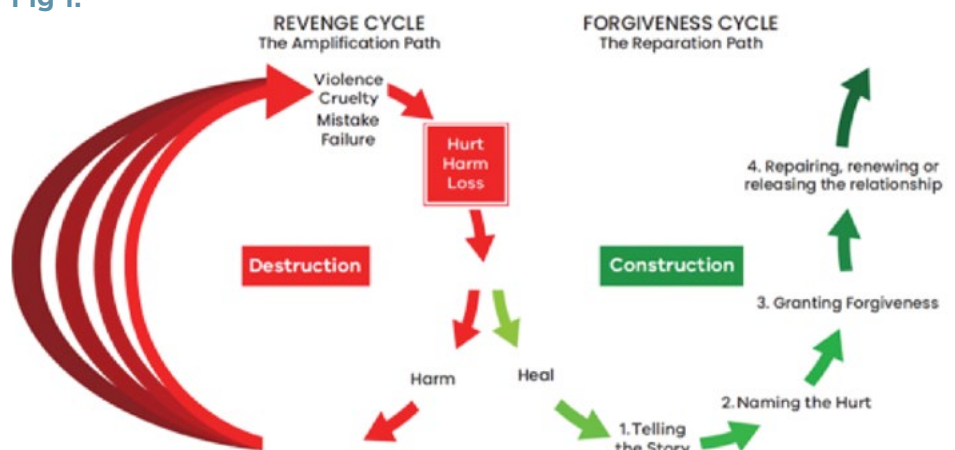 Fig 1.
REVENGE CYCLE
The Amplification Path
FORGIVENESS CYCLE
The Reparation Path
Violence
Cruelty
Mistake
Failure
Hurt
Harm
Loss
4. Repairing, renewing or
releasing the relationship
Destruction
Construction
3. Granting Forgiveness
Harm
Heal
2. Naming the Hurt
1. Telling
the Story